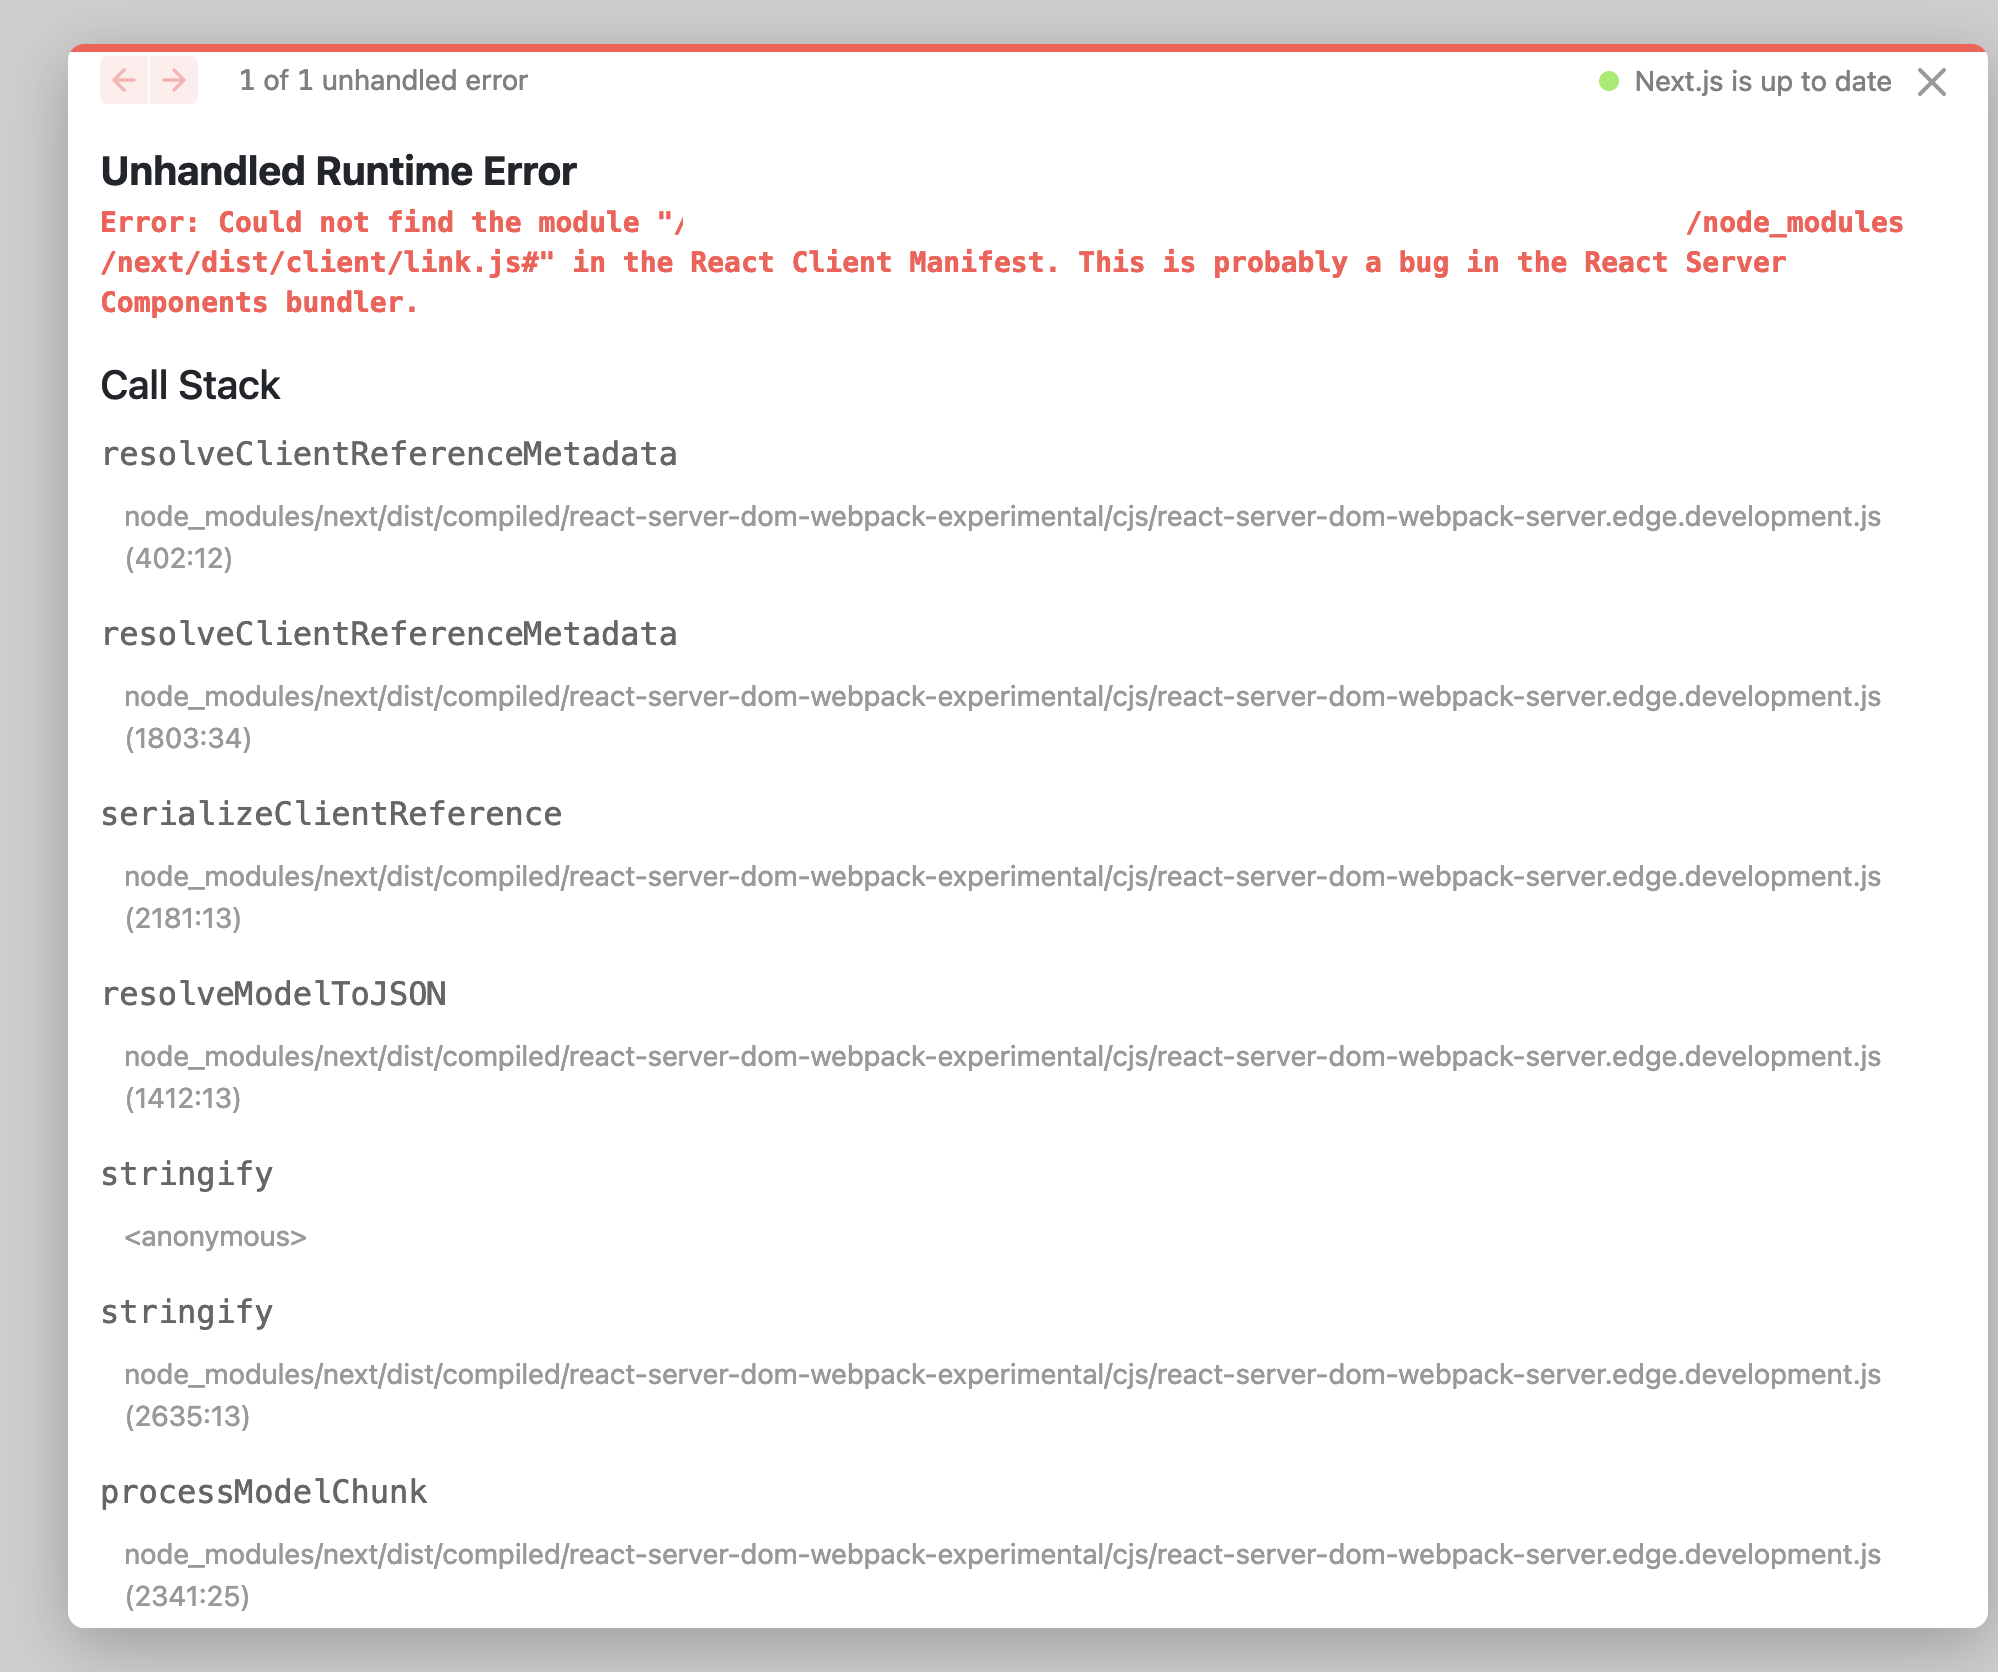 1 of 1 unhandled error
Next.js is up to date
Unhandled Runtime Error
Error: Could not find the module "/ /node_modules
/next/dist/client/link.js#" in the React Client Manifest. This is probably a bug in the React Server
Components bundler.
Call Stack
resolveClientReferenceMetadata
node_modules/next/dist/compiled/react-server-dom-webpack-experimental/cjs/react-server-dom-webpack-server.edge.development.js
(402:12)
resolveClientReferenceMetadata
node_modules/next/dist/compiled/react-server-dom-webpack-experimental/cjs/react-server-dom-webpack-server.edge.development.js
(1803:34)
serializeClientReference
node_modules/next/dist/compiled/react-server-dom-webpack-experimental/cjs/react-server-dom-webpack-server.edge.development.js
(2181:13)
resolveModelToJSON
node_modules/next/dist/compiled/react-server-dom-webpack-experimental/cjs/react-server-dom-webpack-server.edge.development.js
(1412:13)
stringify
<anonymous>
stringify
node_modules/next/dist/compiled/react-server-dom-webpack-experimental/cjs/react-server-dom-webpack-server.edge.development.js
(2635:13)
processModelChunk
node_modules/next/dist/compiled/react-server-dom-webpack-experimental/cjs/react-server-dom-webpack-server.edge.development.js
(2341:25)